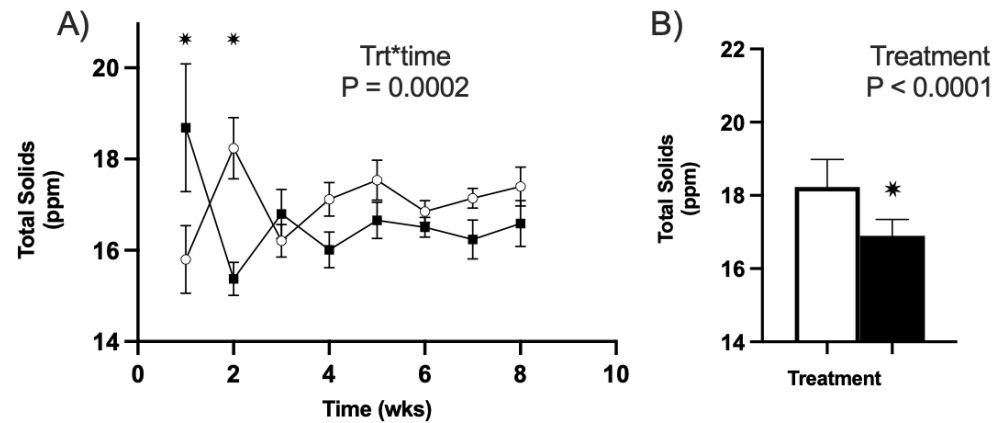 A)
Trt*time
P = 0.0002
Total Solids
(ppm)
20
18
16
14
0 2 4 6 8 10
Time (wks)
B)
Treatment
P < 0.0001
Total Solids
(ppm)
22
20
18
16
14
Treatment